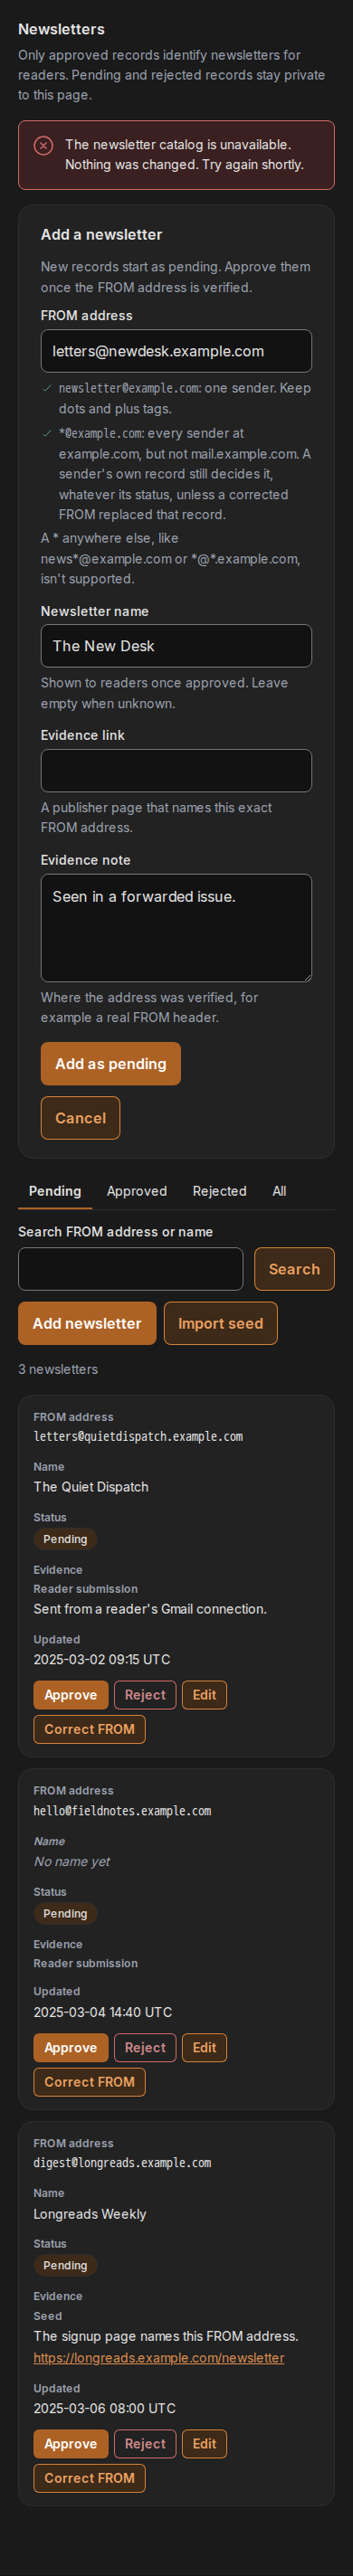 Newsletters
Only approved records identify newsletters for
readers. Pending and rejected records stay private
to this page.
The newsletter catalog is unavailable.
Nothing was changed. Try again shortly.
Add a newsletter
New records start as pending. Approve them
once the FROM address is verified.
FROM address
letters@newdesk.example.com
newsletter@example.com: one sender. Keep
dots and plus tags.
*@example.com: every sender at
example.com, but not mail.example.com. A
sender's own record still decides it,
whatever its status, unless a corrected
FROM replaced that record.
A * anywhere else, like
news*@example.com or *@*.example.com,
isn't supported.
Newsletter name
The New Desk
Shown to readers once approved. Leave
empty when unknown.
Evidence link
A publisher page that names this exact
FROM address.
Evidence note
Seen in a forwarded issue.
Where the address was verified, for
example a real FROM header.
Add as pending
Cancel
Pending Approved Rejected All
Search FROM address or name
Search
Add newsletter Import seed
3 newsletters
FROM address
letters@quietdispatch.example.com
Name
The Quiet Dispatch
Status
Pending
Evidence
Reader submission
Sent from a reader's Gmail connection.
Updated
2025-03-02 09:15 UTC
Approve Reject Edit
Correct FROM
FROM address
hello@fieldnotes.example.com
Name
No name yet
Status
Pending
Evidence
Reader submission
Updated
2025-03-04 14:40 UTC
Approve Reject Edit
Correct FROM
FROM address
digest@longreads.example.com
Name
Longreads Weekly
Status
Pending
Evidence
Seed
The signup page names this FROM address.
https://longreads.example.com/newsletter
Updated
2025-03-06 08:00 UTC
Approve Reject Edit
Correct FROM